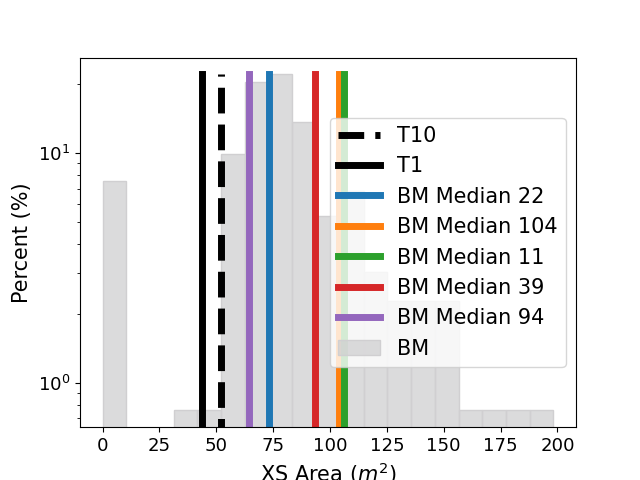 T10
T1
BM Median 22
BM Median 104
BM Median 11
BM Median 39
BM Median 94
BM
Percent (%)
10¹
10⁰
0 25 50 75 100 125 150 175 200
XS Area (m²)